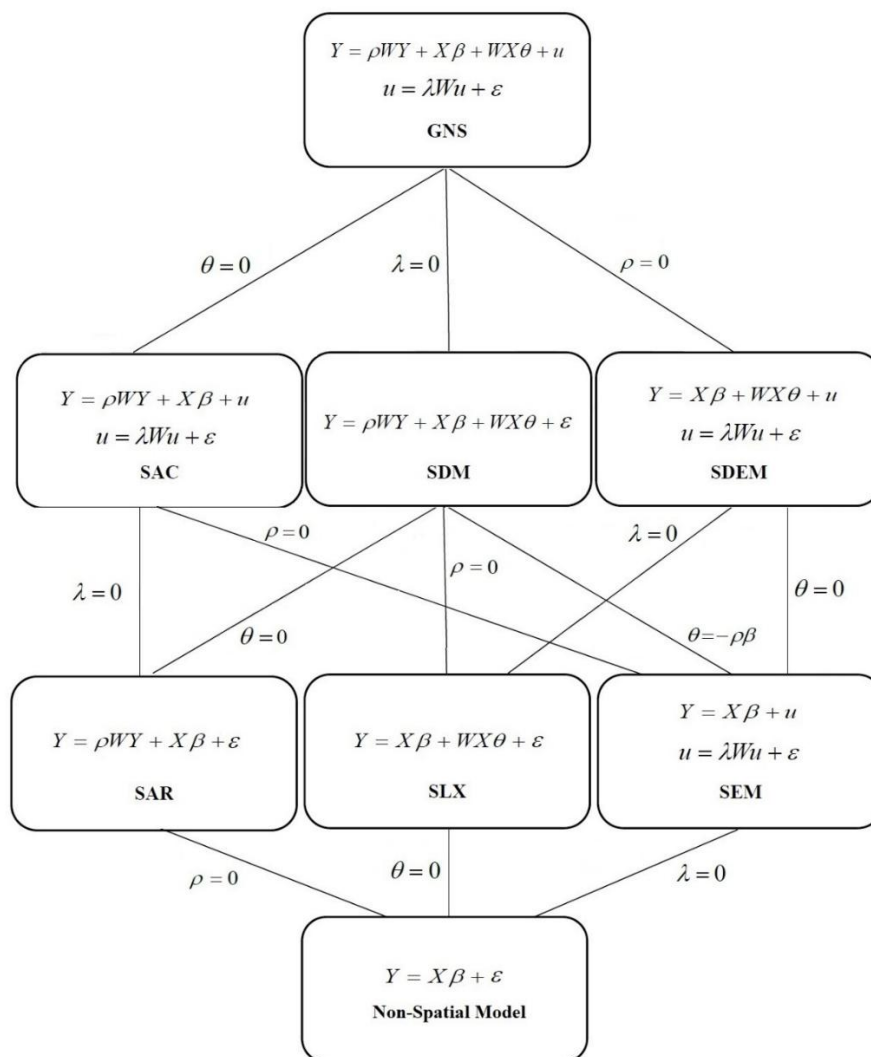 Y = ρWY + Xβ + WXθ + u
u = λWu + ε
GNS
θ = 0
λ = 0
ρ = 0
Y = ρWY + Xβ + u
u = λWu + ε
SAC
Y = ρWY + Xβ + WXθ + ε
SDM
Y = Xβ + WXθ + u
u = λWu + ε
SDEM
λ = 0
ρ = 0
θ = 0
ρ = 0
λ = 0
θ = −ρβ
θ = 0
Y = ρWY + Xβ + ε
SAR
Y = Xβ + WXθ + ε
SLX
Y = Xβ + u
u = λWu + ε
SEM
ρ = 0
θ = 0
λ = 0
Y = Xβ + ε
Non-Spatial Model